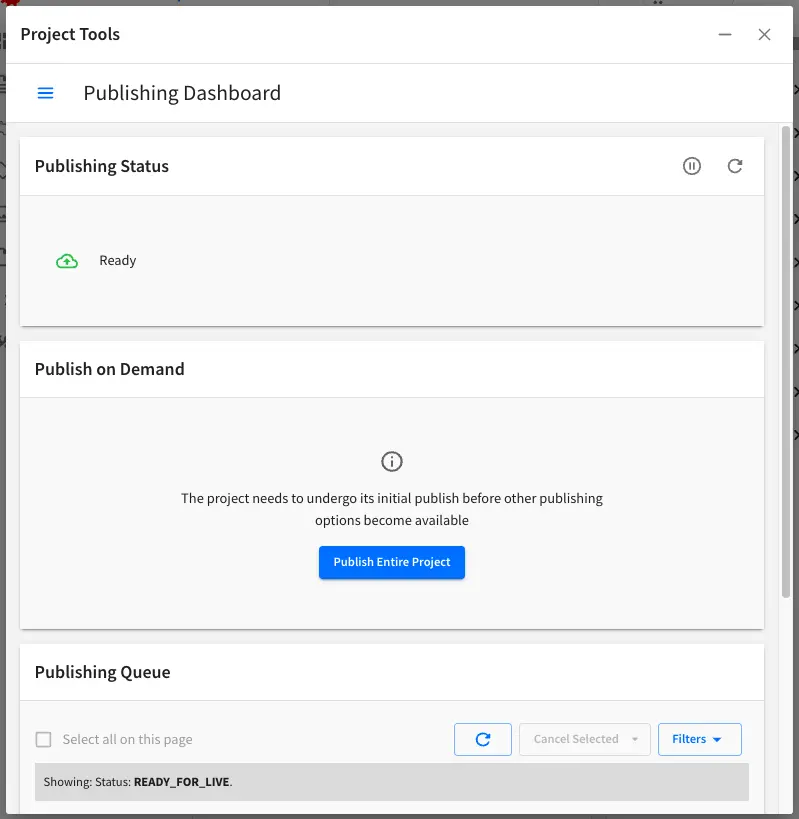 Project Tools
Publishing Dashboard
Publishing Status
Ready
Publish on Demand
The project needs to undergo its initial publish before other publishing
options become available
Publish Entire Project
Publishing Queue
Select all on this page
Cancel Selected
Filters
Showing: Status: READY_FOR_LIVE.